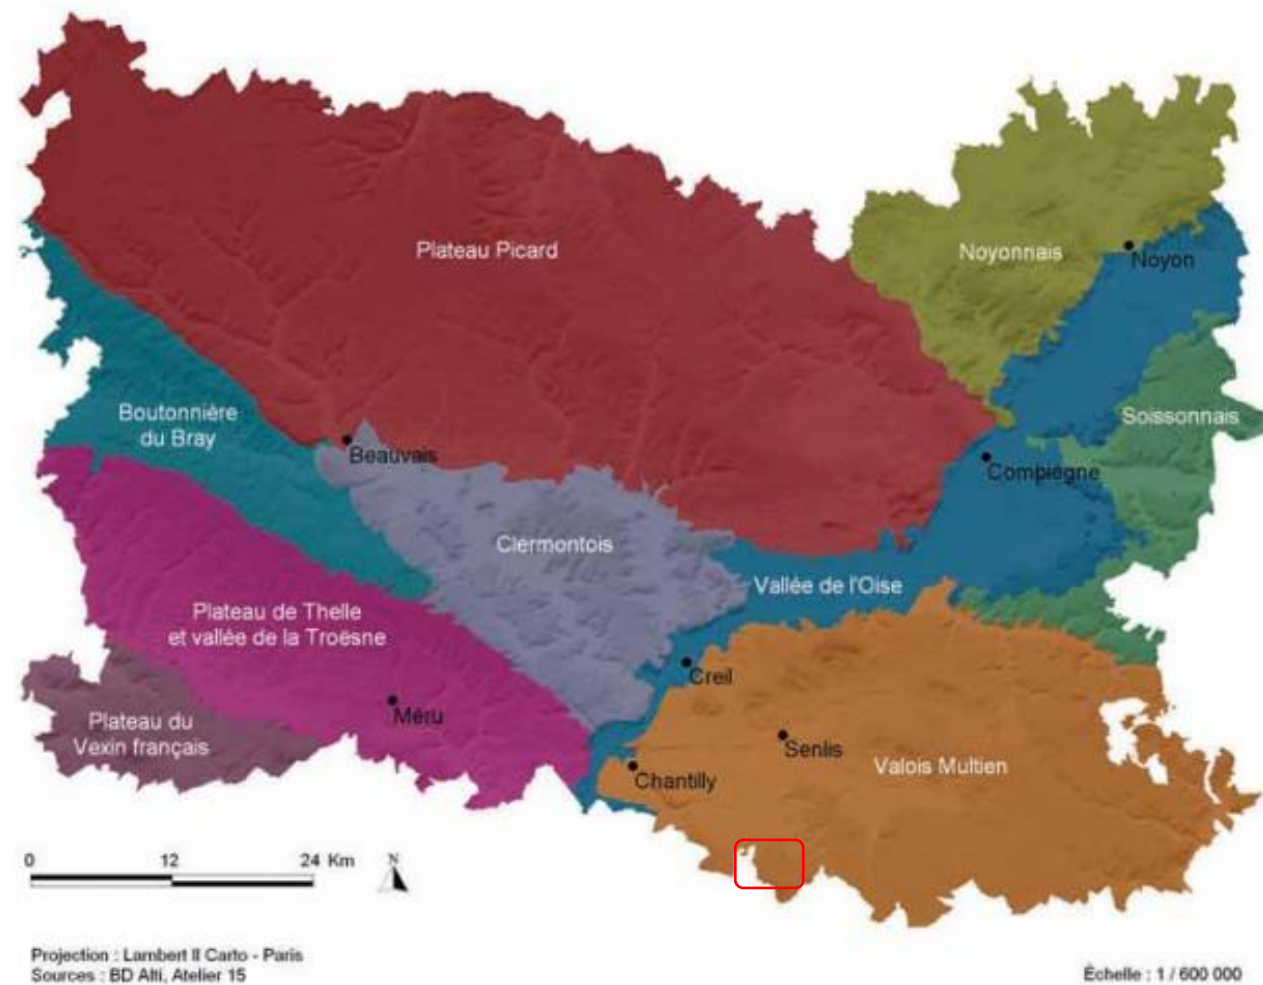 Plateau Picard
Noyonnais
Noyon
Boutonnière
du Bray
Soissonnais
Beauvais
Compiègne
Clermontois
Vallée de l'Oise
Plateau de Thelle
et vallée de la Troësne
Creil
Méru
Plateau du
Vexin français
Senlis
Valois Multien
Chantilly
0 12 24 Km N
Projection : Lambert II Carto - Paris
Sources : BD Alti, Atelier 15
Échelle : 1 / 600 000